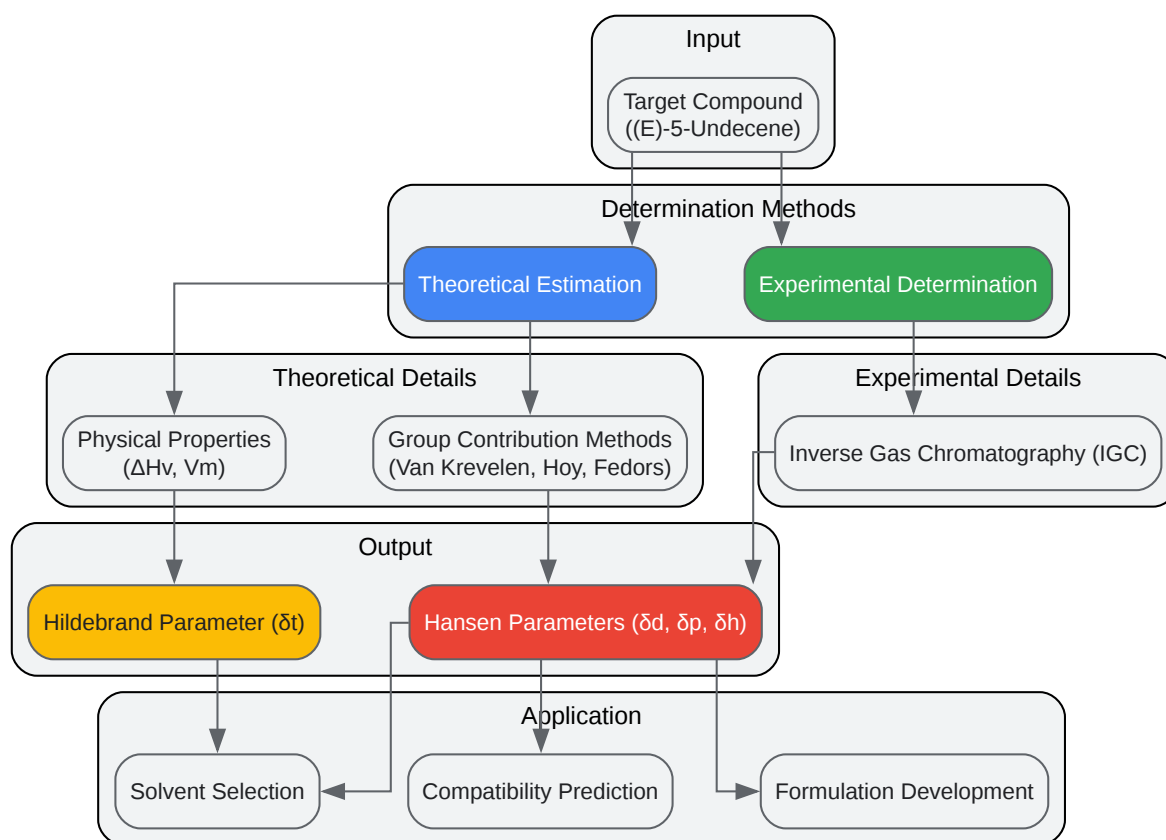 Input
Target Compound
((E)-5-Undecene)
Determination Methods
Theoretical Estimation
Experimental Determination
Theoretical Details
Experimental Details
Physical Properties
(ΔHv, Vm)
Group Contribution Methods
(Van Krevelen, Hoy, Fedors)
Inverse Gas Chromatography (IGC)
Output
Hildebrand Parameter (δt)
Hansen Parameters (δd, δp, δh)
Application
Solvent Selection
Compatibility Prediction
Formulation Development